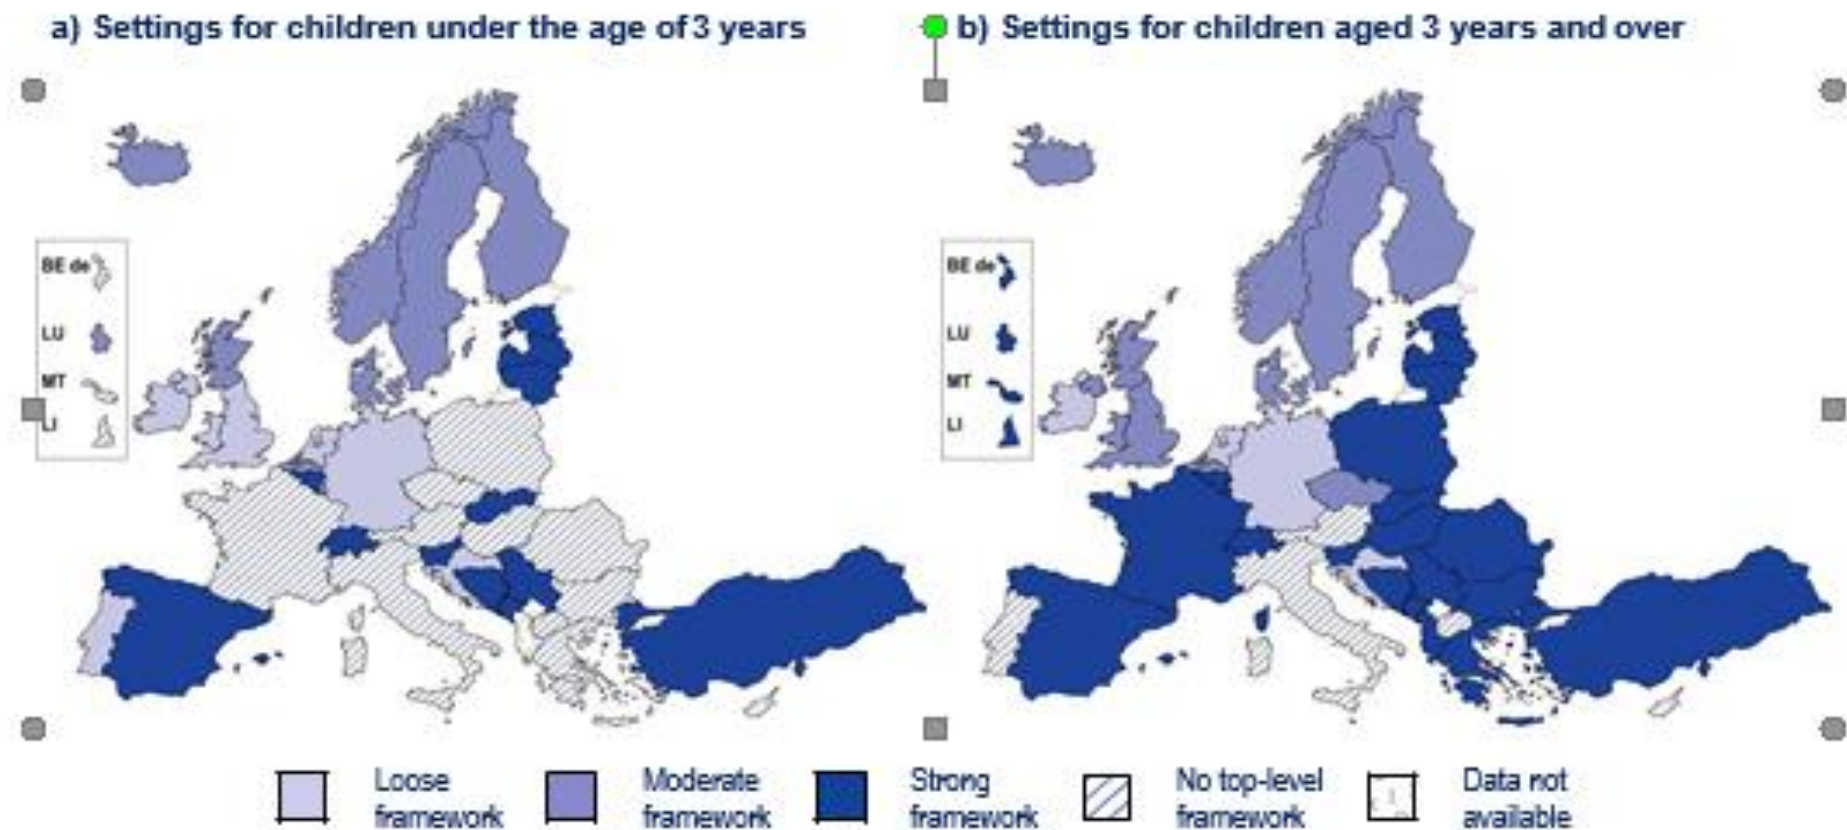 a) Settings for children under the age of 3 years
b) Settings for children aged 3 years and over
BE de
LU
MT
LI
BE de
LU
MT
LI
Loose
framework
Moderate
framework
Strong
framework
No top-level
framework
Data not
available